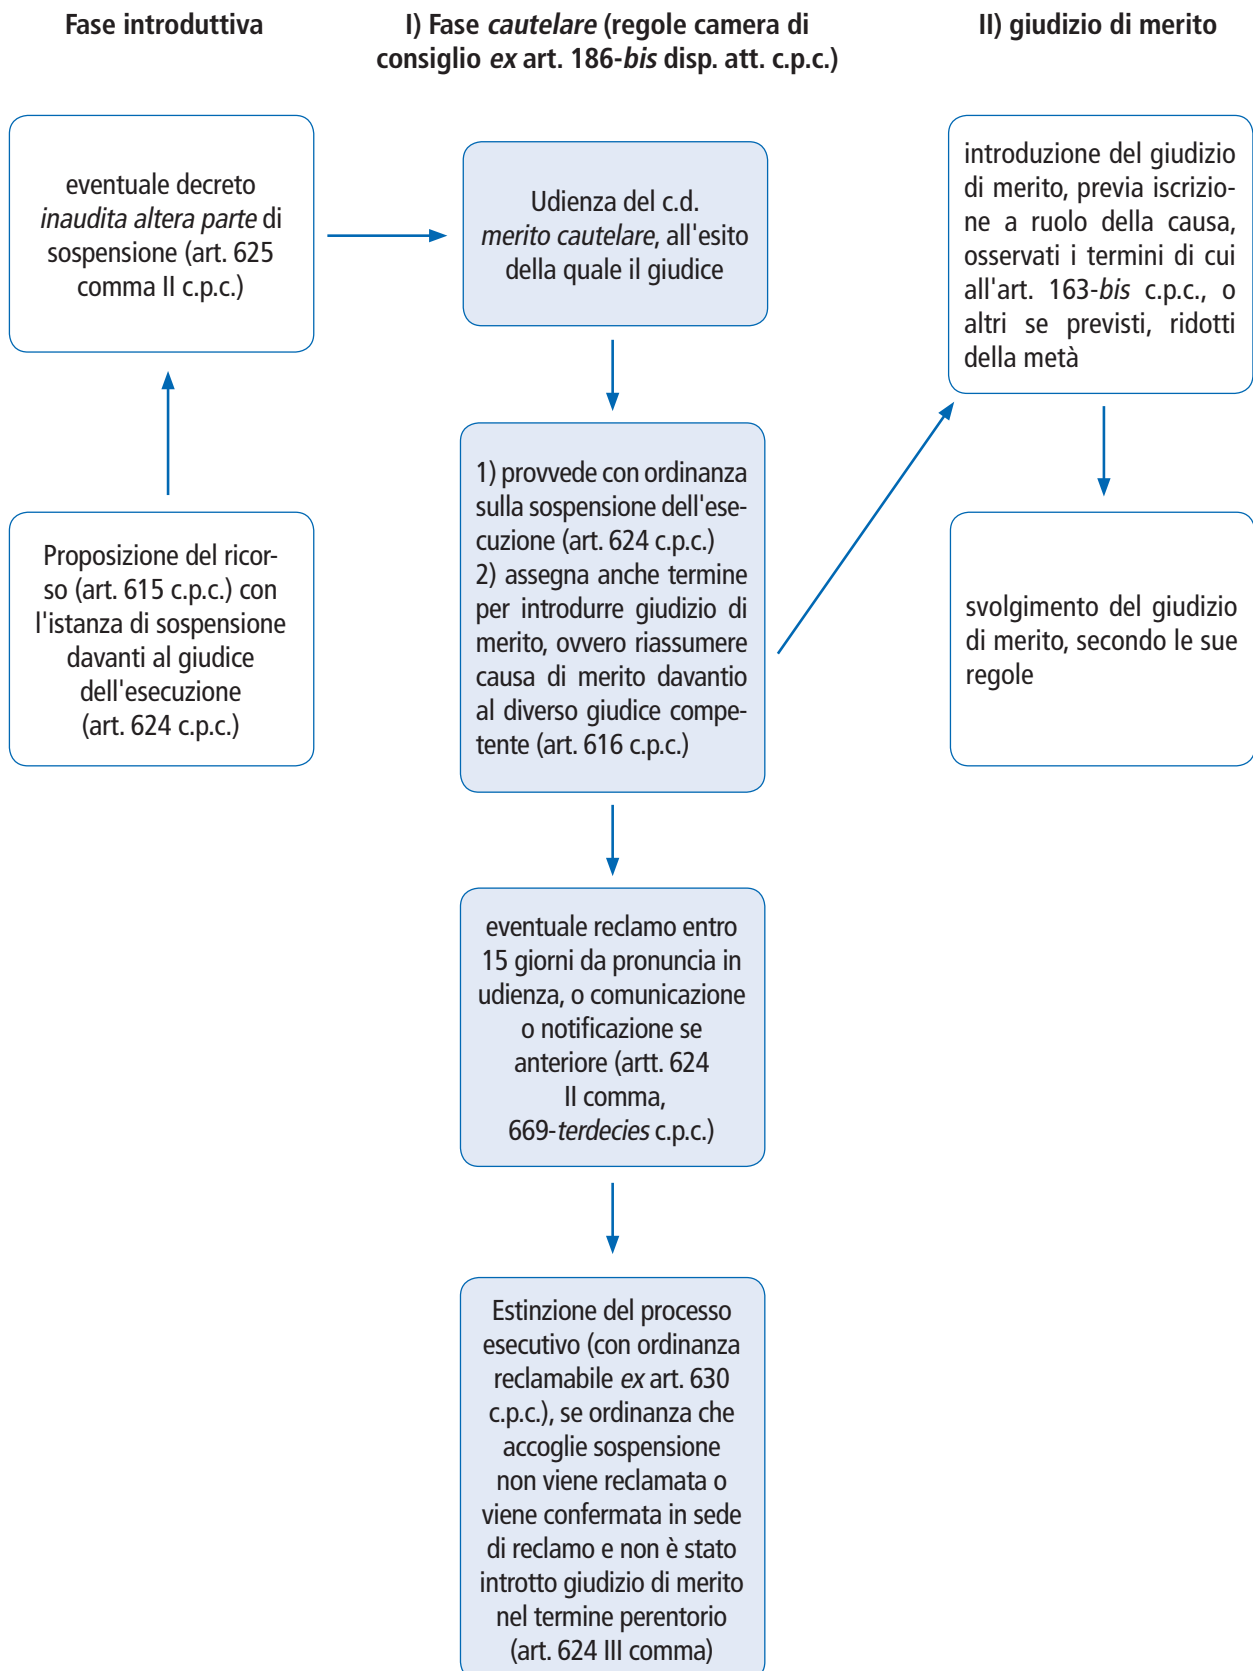 Fase introduttiva
I) Fase cautelare (regole camera di
consiglio ex art. 186-bis disp. att. c.p.c.)
II) giudizio di merito
eventuale decreto
inaudita altera parte di
sospensione (art. 625
comma II c.p.c.)
Proposizione del ricor-
so (art. 615 c.p.c.) con
l'istanza di sospensione
davanti al giudice
dell'esecuzione
(art. 624 c.p.c.)
Udienza del c.d.
merito cautelare, all'esito
della quale il giudice
1) provvede con ordinanza
sulla sospensione dell'ese-
cuzione (art. 624 c.p.c.)
2) assegna anche termine
per introdurre giudizio di
merito, ovvero riassumere
causa di merito davantio
al diverso giudice compe-
tente (art. 616 c.p.c.)
eventuale reclamo entro
15 giorni da pronuncia in
udienza, o comunicazione
o notificazione se
anteriore (artt. 624
II comma,
669-terdecies c.p.c.)
Estinzione del processo
esecutivo (con ordinanza
reclamabile ex art. 630
c.p.c.), se ordinanza che
accoglie sospensione
non viene reclamata o
viene confermata in sede
di reclamo e non è stato
introtto giudizio di merito
nel termine perentorio
(art. 624 III comma)
introduzione del giudizio
di merito, previa iscrizio-
ne a ruolo della causa,
osservati i termini di cui
all'art. 163-bis c.p.c., o
altri se previsti, ridotti
della metà
svolgimento del giudizio
di merito, secondo le sue
regole